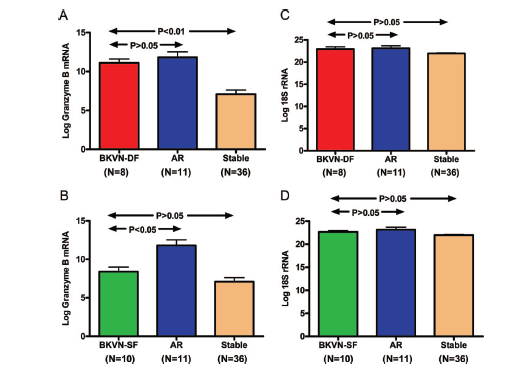 A
P<0.01
P>0.05
15
10
5
0
Log Granzyme B mRNA
BKVN-DF AR Stable
(N=8) (N=11) (N=36)
C
P>0.05
P>0.05
25
20
15
10
5
0
Log 18S rRNA
BKVN-DF AR Stable
(N=8) (N=11) (N=36)
B
P>0.05
P<0.05
15
10
5
0
Log Granzyme B mRNA
BKVN-SF AR Stable
(N=10) (N=11) (N=36)
D
P>0.05
P>0.05
25
20
15
10
5
0
Log 18S rRNA
BKVN-SF AR Stable
(N=10) (N=11) (N=36)